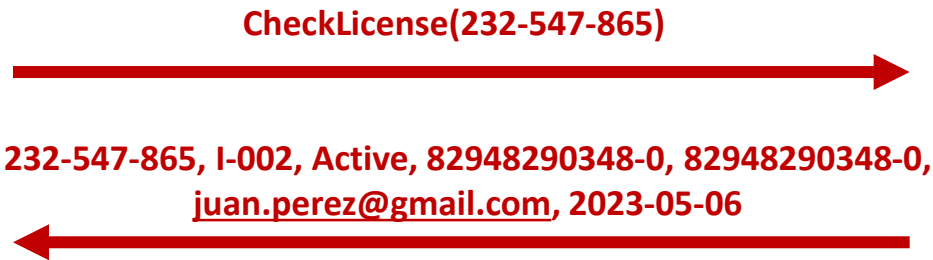 CheckLicense(232-547-865)
232-547-865, I-002, Active, 82948290348-0, 82948290348-0,
juan.perez@gmail.com, 2023-05-06